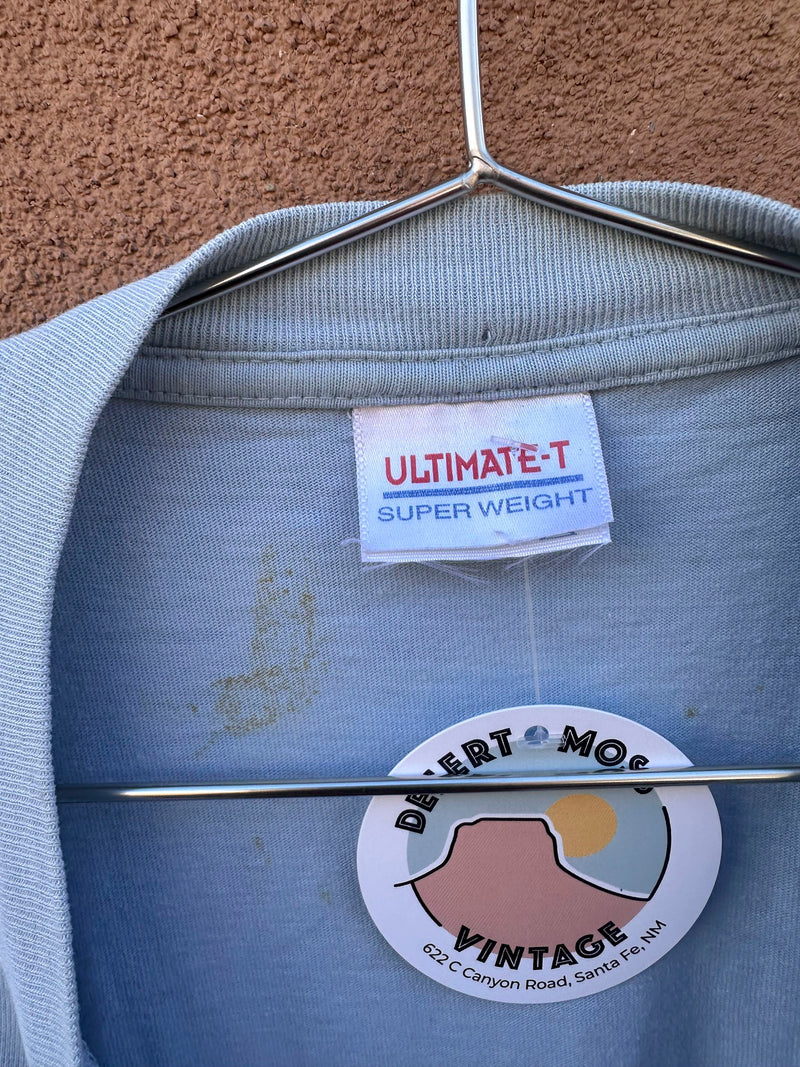 ULTIMATE-T
SUPER WEIGHT
DESERT MOSS
VINTAGE
622 C Canyon Road, Santa Fe, NM